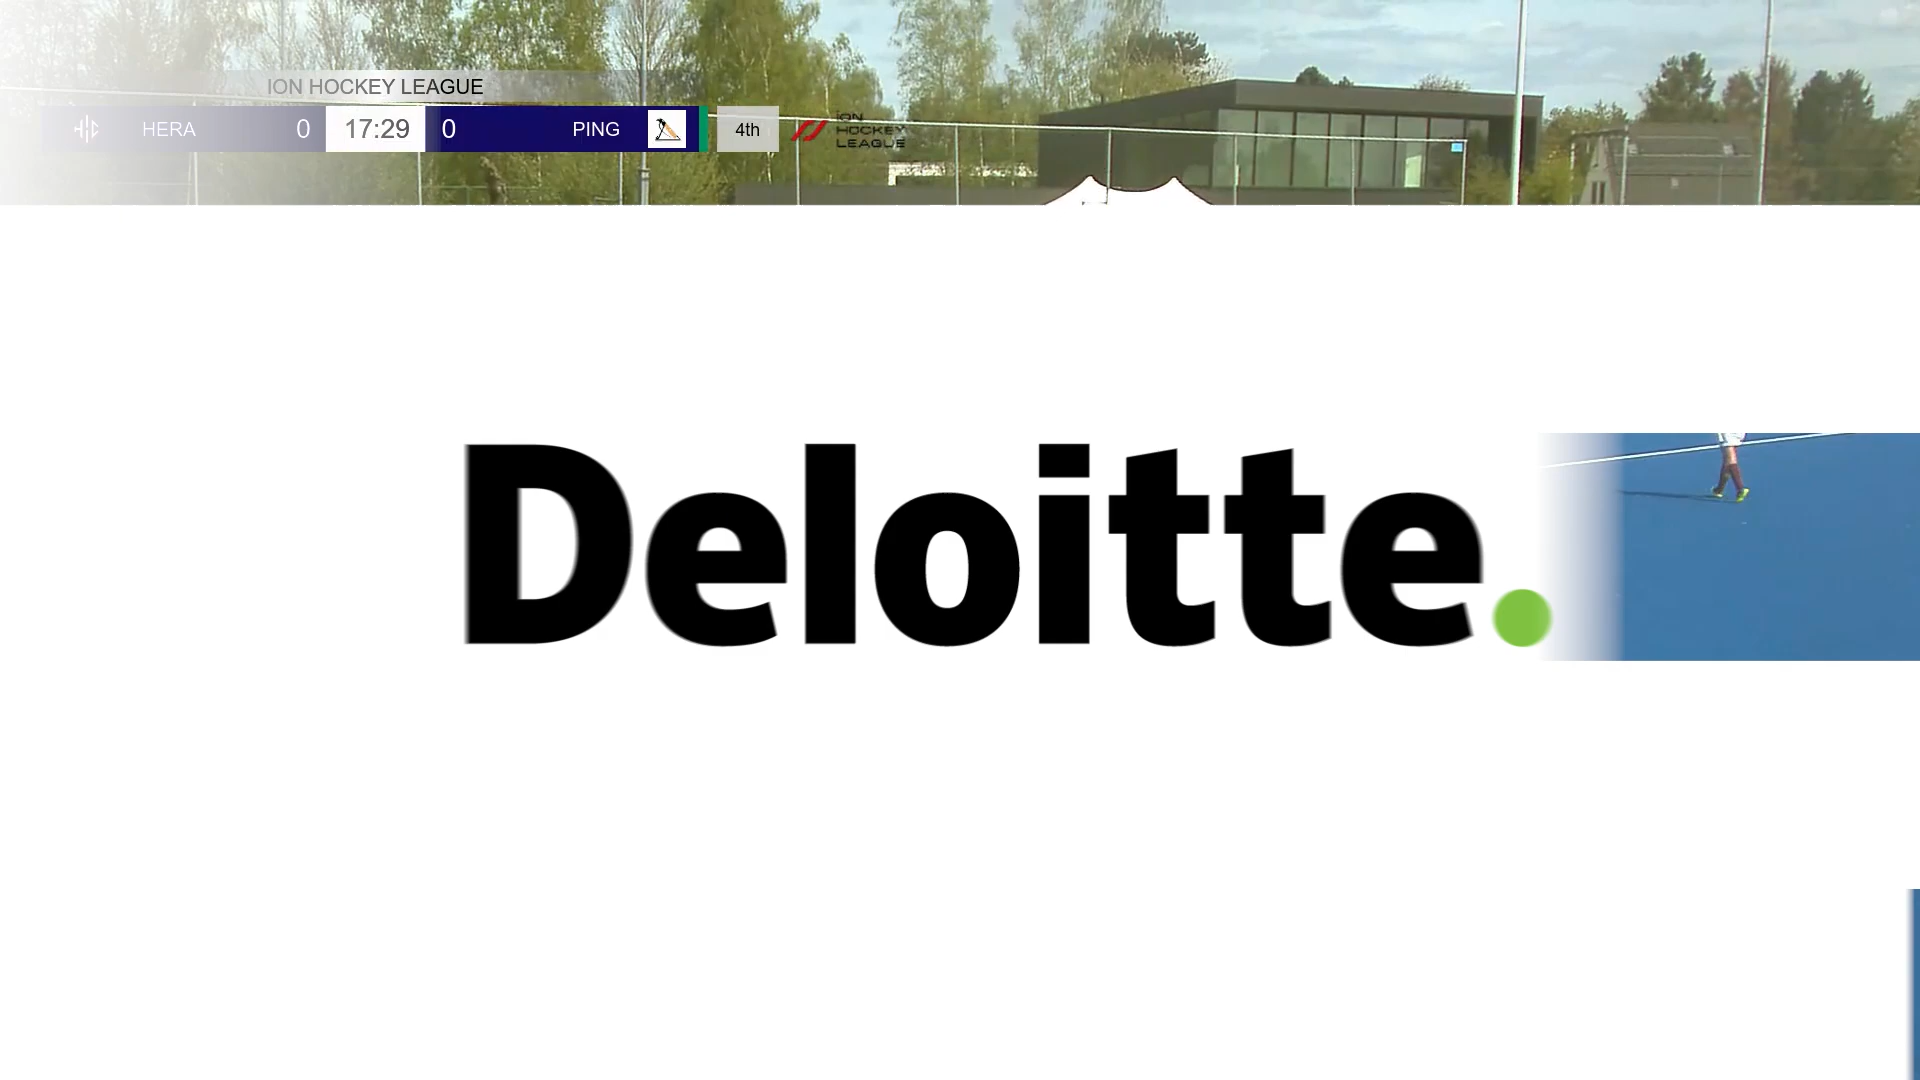 ION HOCKEY LEAGUE
HERA 0 17:29 0 PING 4th
ION
HOCKEY
LEAGUE
Deloitte.